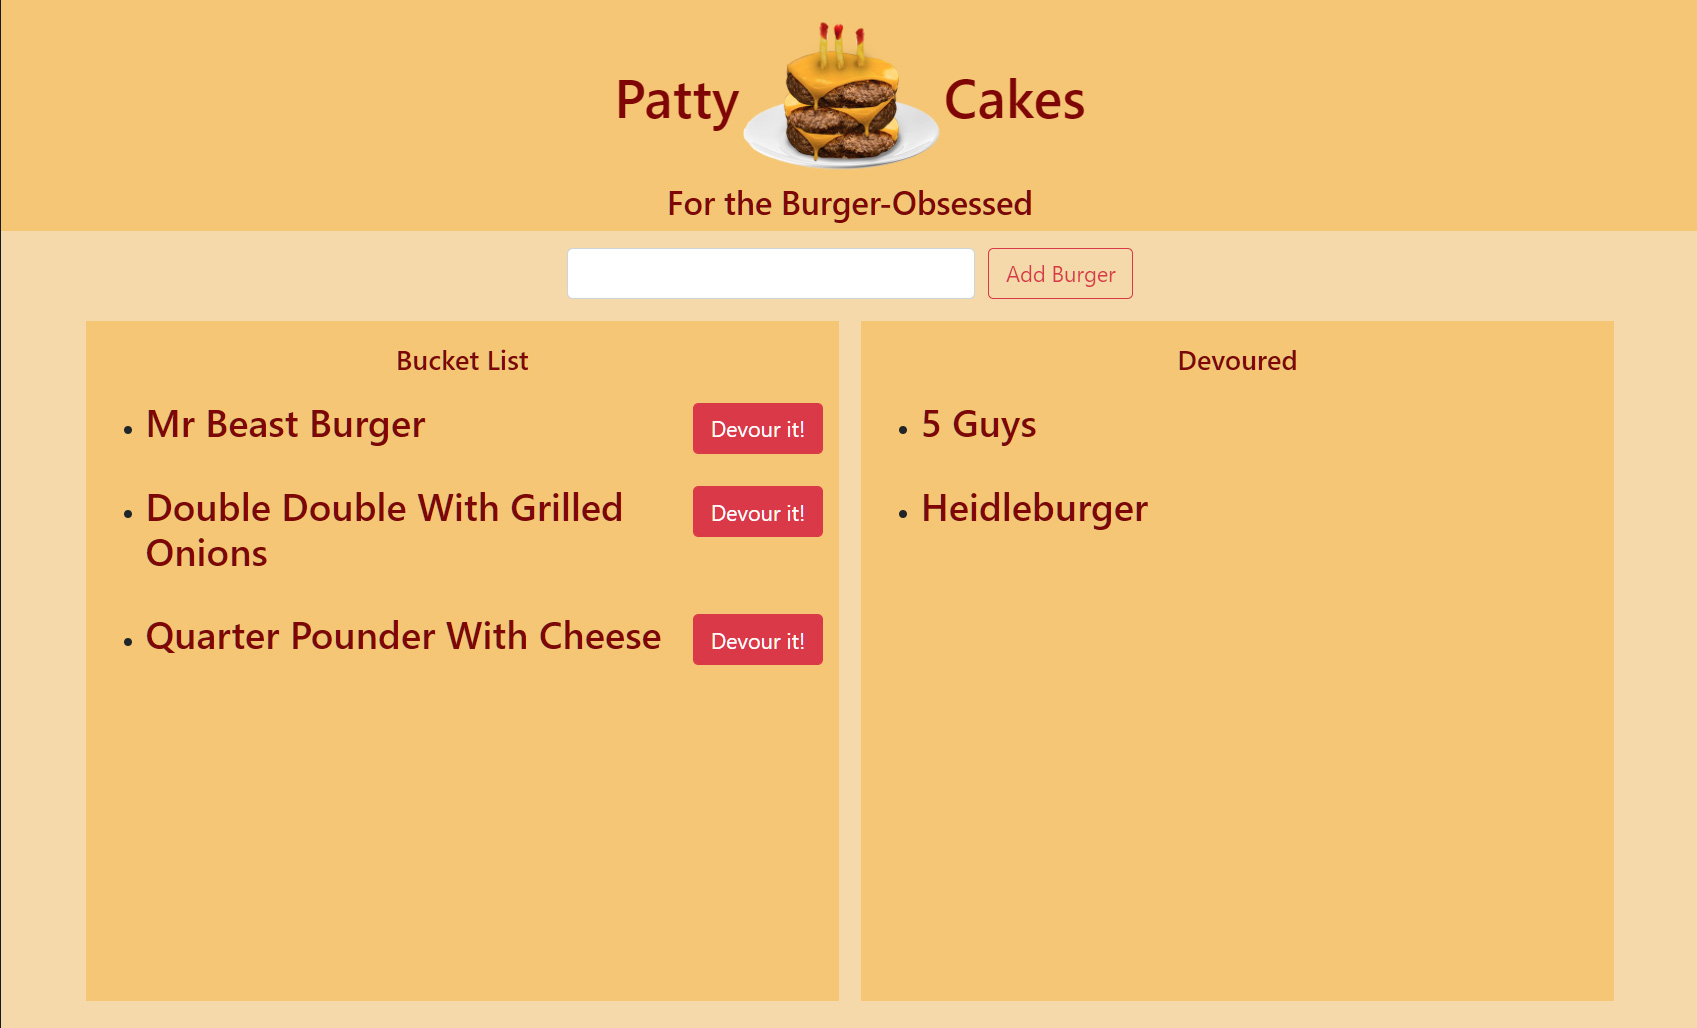 Patty Cakes
For the Burger-Obsessed
Add Burger
Bucket List
Mr Beast Burger
Devour it!
Double Double With Grilled
Onions
Devour it!
Quarter Pounder With Cheese
Devour it!
Devoured
5 Guys
Heidleburger